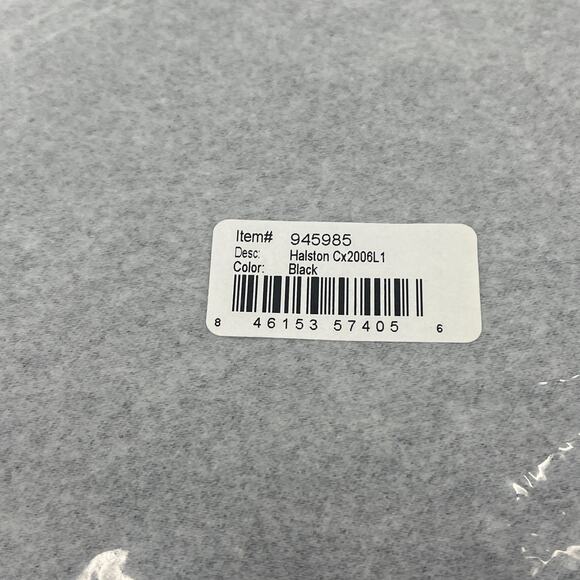 Item# 945985
Desc: Halston Cx2006L1
Color: Black
8 46153 57405 6